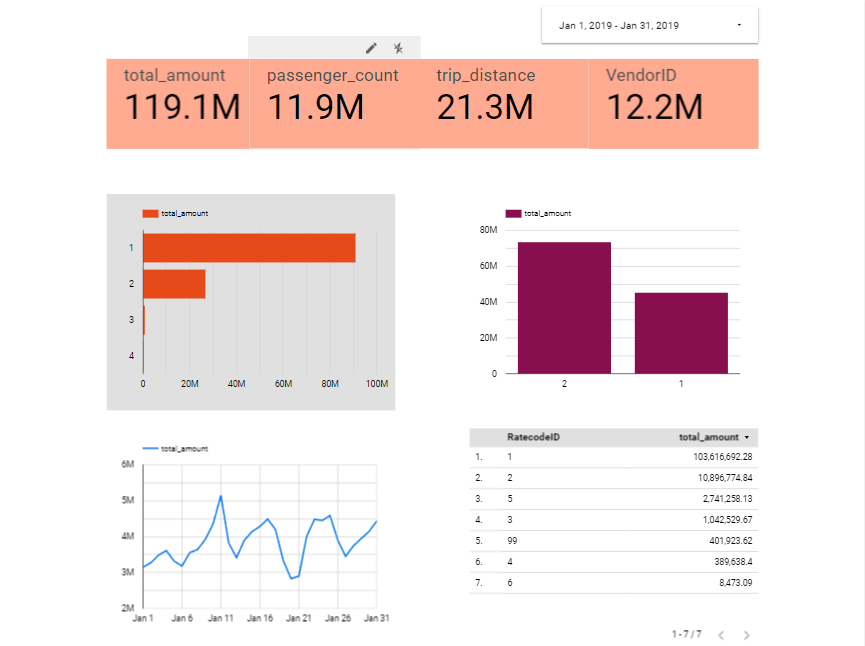 Jan 1, 2019 - Jan 31, 2019
total_amount passenger_count trip_distance VendorID
119.1M 11.9M 21.3M 12.2M
total_amount
1
2
3
4
0 20M 40M 60M 80M 100M
total_amount
80M
60M
40M
20M
0
2 1
total_amount
6M
5M
4M
3M
2M
Jan 1 Jan 6 Jan 11 Jan 16 Jan 21 Jan 26 Jan 31
RatecodeID total_amount
1. 1 103,616,692.28
2. 2 10,896,774.84
3. 5 2,741,258.13
4. 3 1,042,529.67
5. 99 401,923.62
6. 4 389,638.4
7. 6 8,473.09
1 - 7 / 7